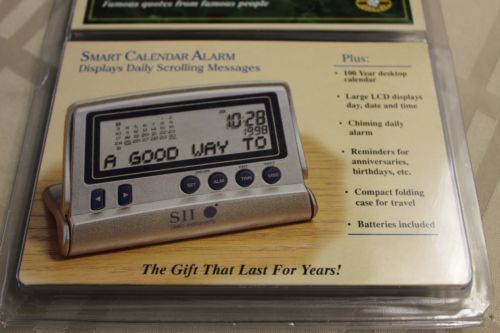 Famous quotes from famous people
SMART CALENDAR ALARM
Displays Daily Scrolling Messages
10:28
1998
A GOOD WAY TO
SET
ALM
TIME
MSG
SII
The Gift That Last For Years!
Plus:
• 100 Year desktop
calendar
• Large LCD displays
day, date and time
• Chiming daily
alarm
• Reminders for
anniversaries,
birthdays, etc.
• Compact folding
case for travel
• Batteries included